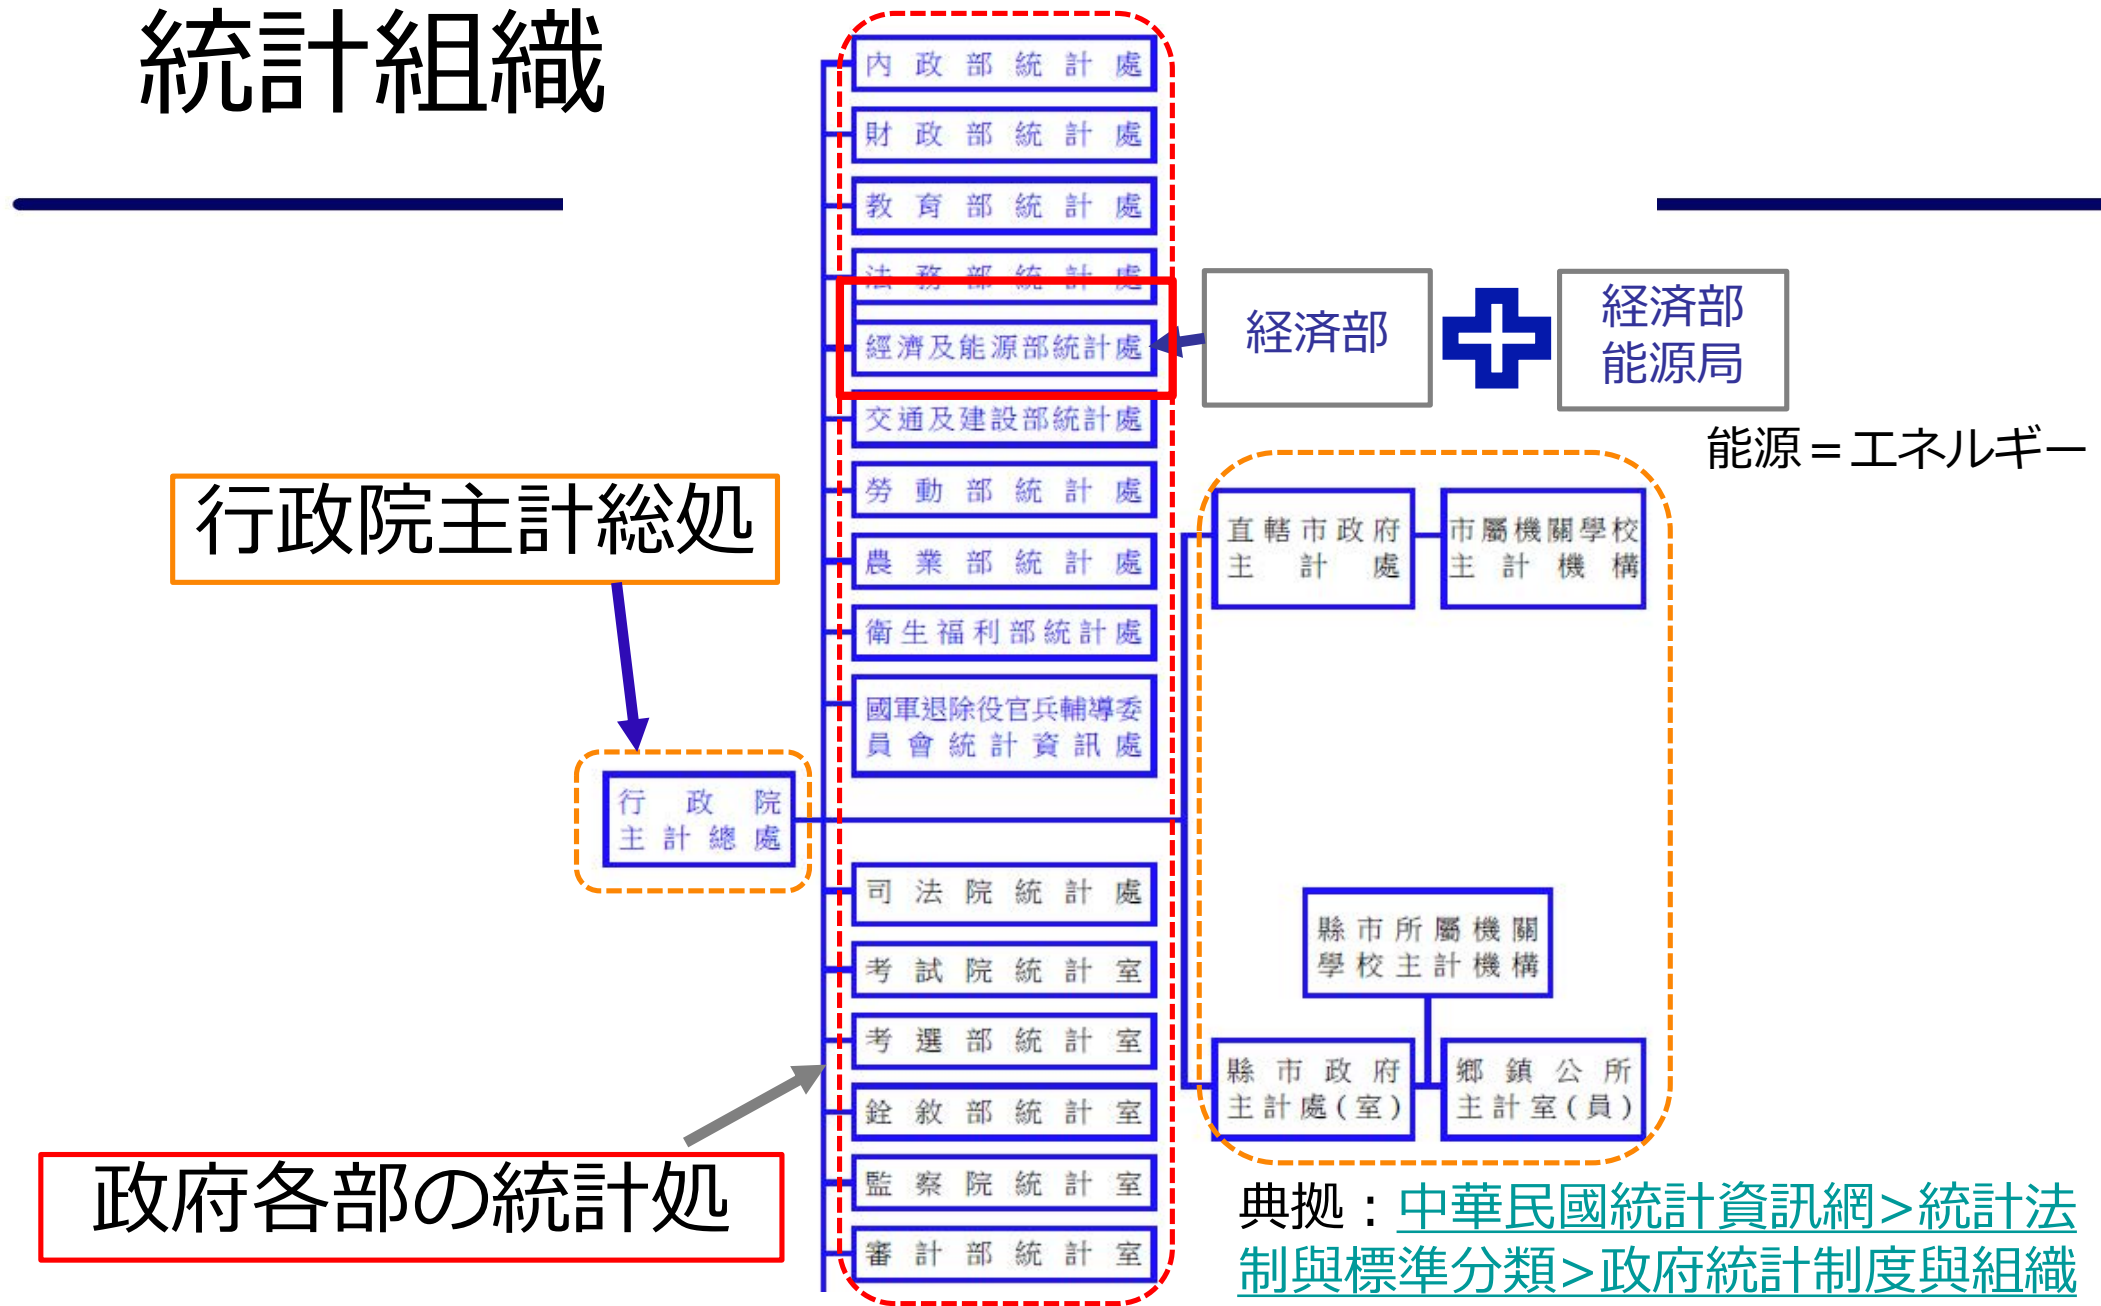 統計組織
内政部統計處
財政部統計處
教育部統計處
法務部統計處
經濟及能源部統計處
交通及建設部統計處
勞動部統計處
農業部統計處
衛生福利部統計處
國軍退除役官兵輔導委
員會統計資訊處
司法院統計處
考試院統計室
考選部統計室
銓敘部統計室
監察院統計室
審計部統計室
経済部
経済部
能源局
能源＝エネルギー
行政院主計総処
行政院
主計總處
直轄市政府
主計處
市屬機關學校
主計機構
縣市所屬機關
學校主計機構
縣市政府
主計處(室)
鄉鎮公所
主計室(員)
政府各部の統計処
典拠：中華民國統計資訊網>統計法
制與標準分類>政府統計制度與組織